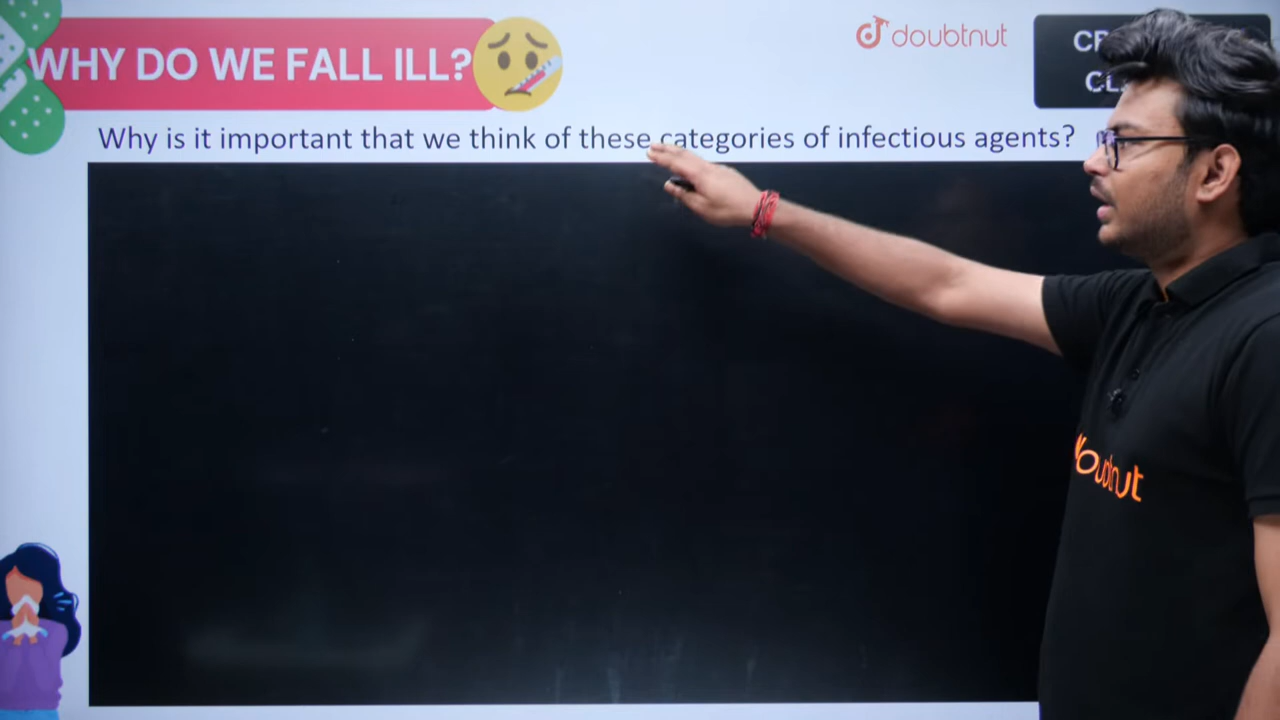 WHY DO WE FALL ILL?
doubtnut
Why is it important that we think of these categories of infectious agents?
doubtnut